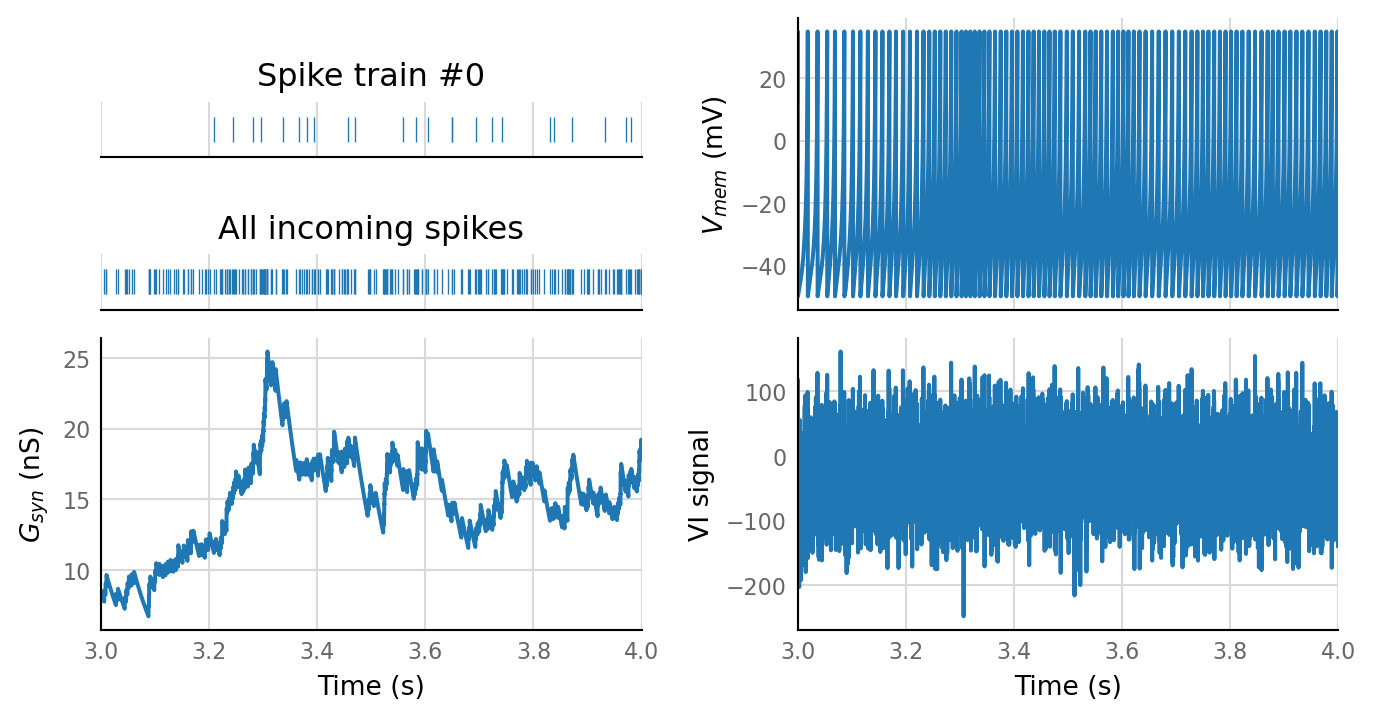 Spike train #0
All incoming spikes
G_syn (nS)
25
20
15
10
3.0 3.2 3.4 3.6 3.8 4.0
Time (s)
V_mem (mV)
20
0
−20
−40
VI signal
100
0
−100
−200
3.0 3.2 3.4 3.6 3.8 4.0
Time (s)